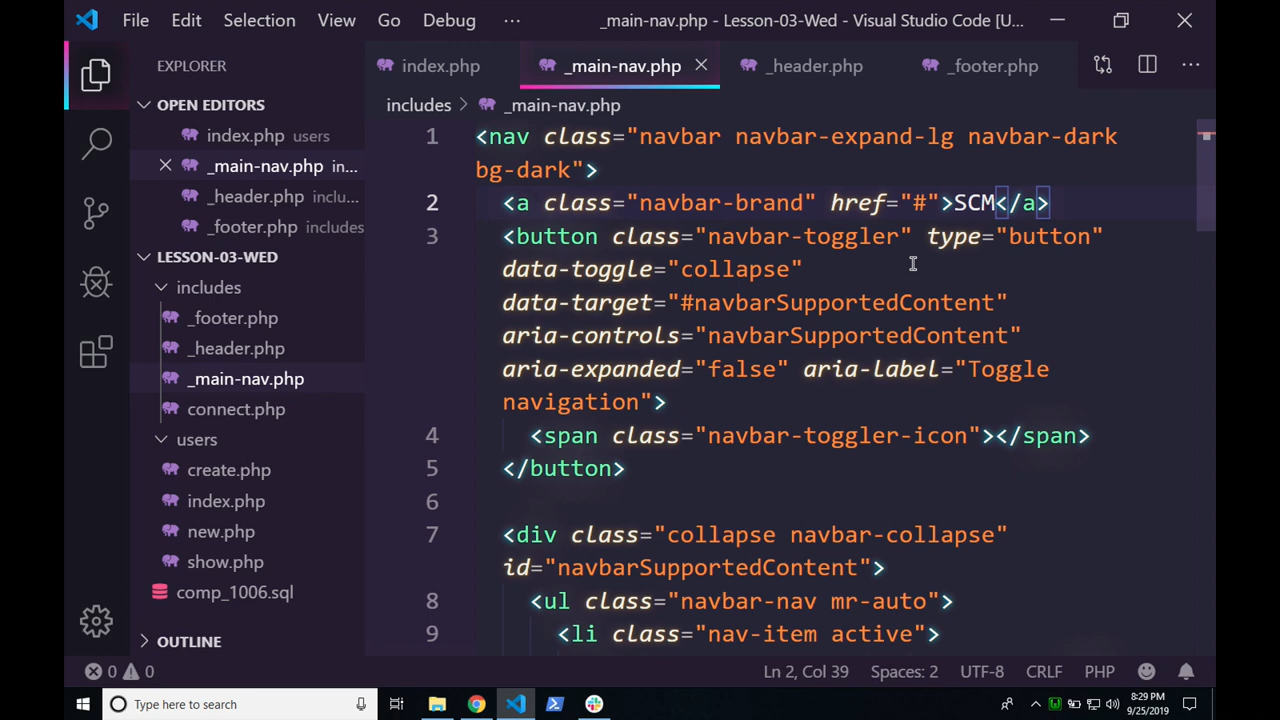 File Edit Selection View Go Debug ··· _main-nav.php - Lesson-03-Wed - Visual Studio Code [U...
EXPLORER
index.php _main-nav.php _header.php _footer.php ···
OPEN EDITORS
index.php users
_main-nav.php in...
_header.php inclu...
_footer.php includes
LESSON-03-WED
includes
_footer.php
_header.php
_main-nav.php
connect.php
users
create.php
index.php
new.php
show.php
comp_1006.sql
OUTLINE
includes > _main-nav.php
1 <nav class="navbar navbar-expand-lg navbar-dark
bg-dark">
2 <a class="navbar-brand" href="#">SCM</a>
3 <button class="navbar-toggler" type="button"
data-toggle="collapse"
data-target="#navbarSupportedContent"
aria-controls="navbarSupportedContent"
aria-expanded="false" aria-label="Toggle
navigation">
4 <span class="navbar-toggler-icon"></span>
5 </button>
6
7 <div class="collapse navbar-collapse"
id="navbarSupportedContent">
8 <ul class="navbar-nav mr-auto">
9 <li class="nav-item active">
0 0 Ln 2, Col 39 Spaces: 2 UTF-8 CRLF PHP
Type here to search
8:29 PM
9/25/2019